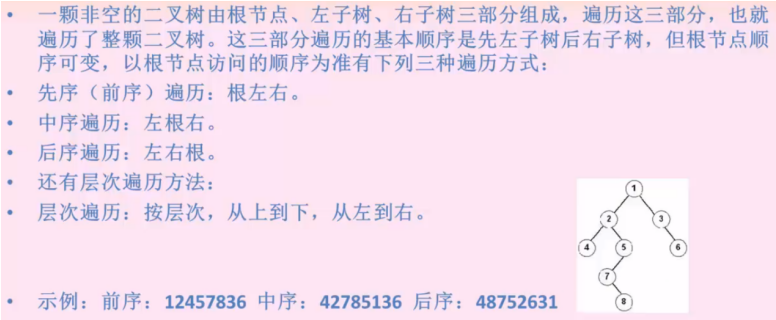 • 一颗非空的二叉树由根节点、左子树、右子树三部分组成，遍历这三部分，也就
遍历了整颗二叉树。这三部分遍历的基本顺序是先左子树后右子树，但根节点顺
序可变，以根节点访问的顺序为准有下列三种遍历方式：
• 先序（前序）遍历：根左右。
• 中序遍历：左根右。
• 后序遍历：左右根。
• 还有层次遍历方法：
• 层次遍历：按层次，从上到下，从左到右。
1
2 3
4 5 6
7
8
• 示例：前序：12457836 中序：42785136 后序：48752631